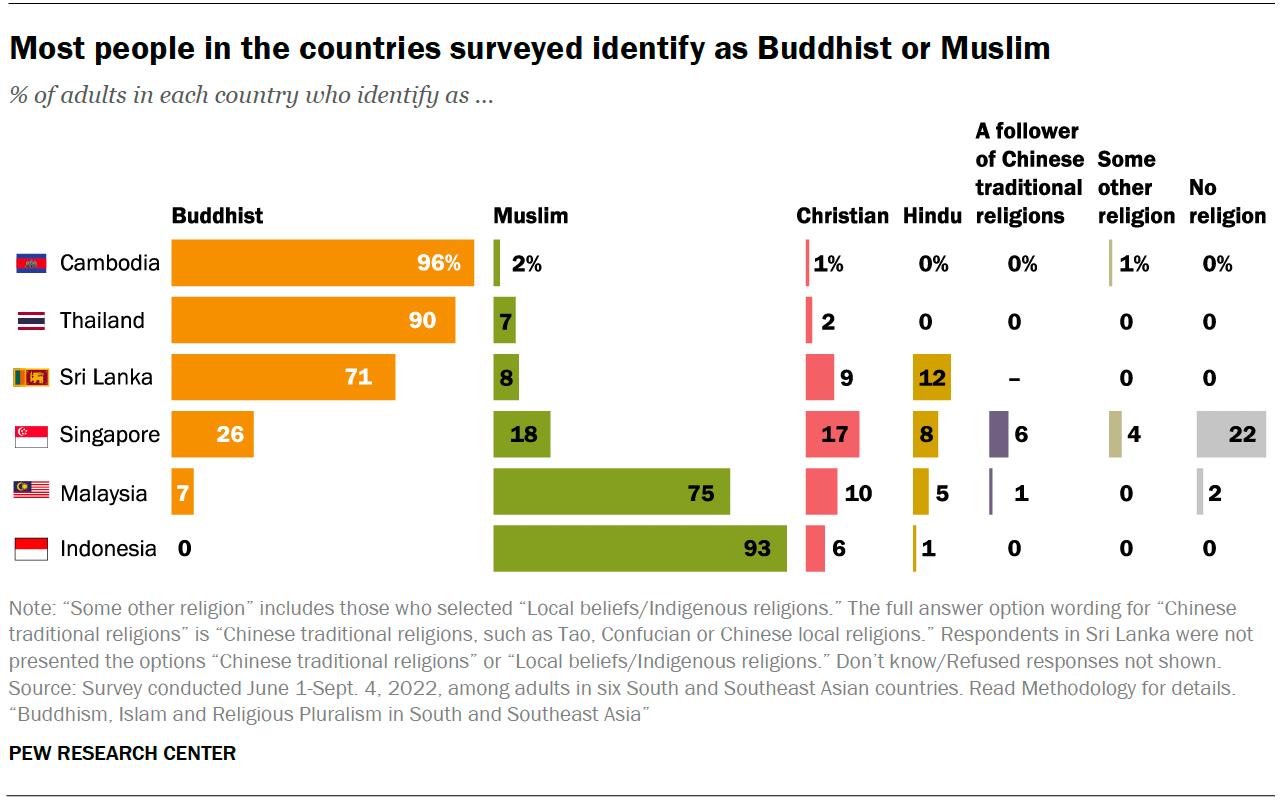 Most people in the countries surveyed identify as Buddhist or Muslim
% of adults in each country who identify as ...
Buddhist Muslim Christian Hindu A follower of Chinese traditional religions Some other religion No religion
Cambodia 96% 2% 1% 0% 0% 1% 0%
Thailand 90 7 2 0 0 0 0
Sri Lanka 71 8 9 12 – 0 0
Singapore 26 18 17 8 6 4 22
Malaysia 7 75 10 5 1 0 2
Indonesia 0 93 6 1 0 0 0
Note: “Some other religion” includes those who selected “Local beliefs/Indigenous religions.” The full answer option wording for “Chinese
traditional religions” is “Chinese traditional religions, such as Tao, Confucian or Chinese local religions.” Respondents in Sri Lanka were not
presented the options “Chinese traditional religions” or “Local beliefs/Indigenous religions.” Don’t know/Refused responses not shown.
Source: Survey conducted June 1-Sept. 4, 2022, among adults in six South and Southeast Asian countries. Read Methodology for details.
“Buddhism, Islam and Religious Pluralism in South and Southeast Asia”
PEW RESEARCH CENTER